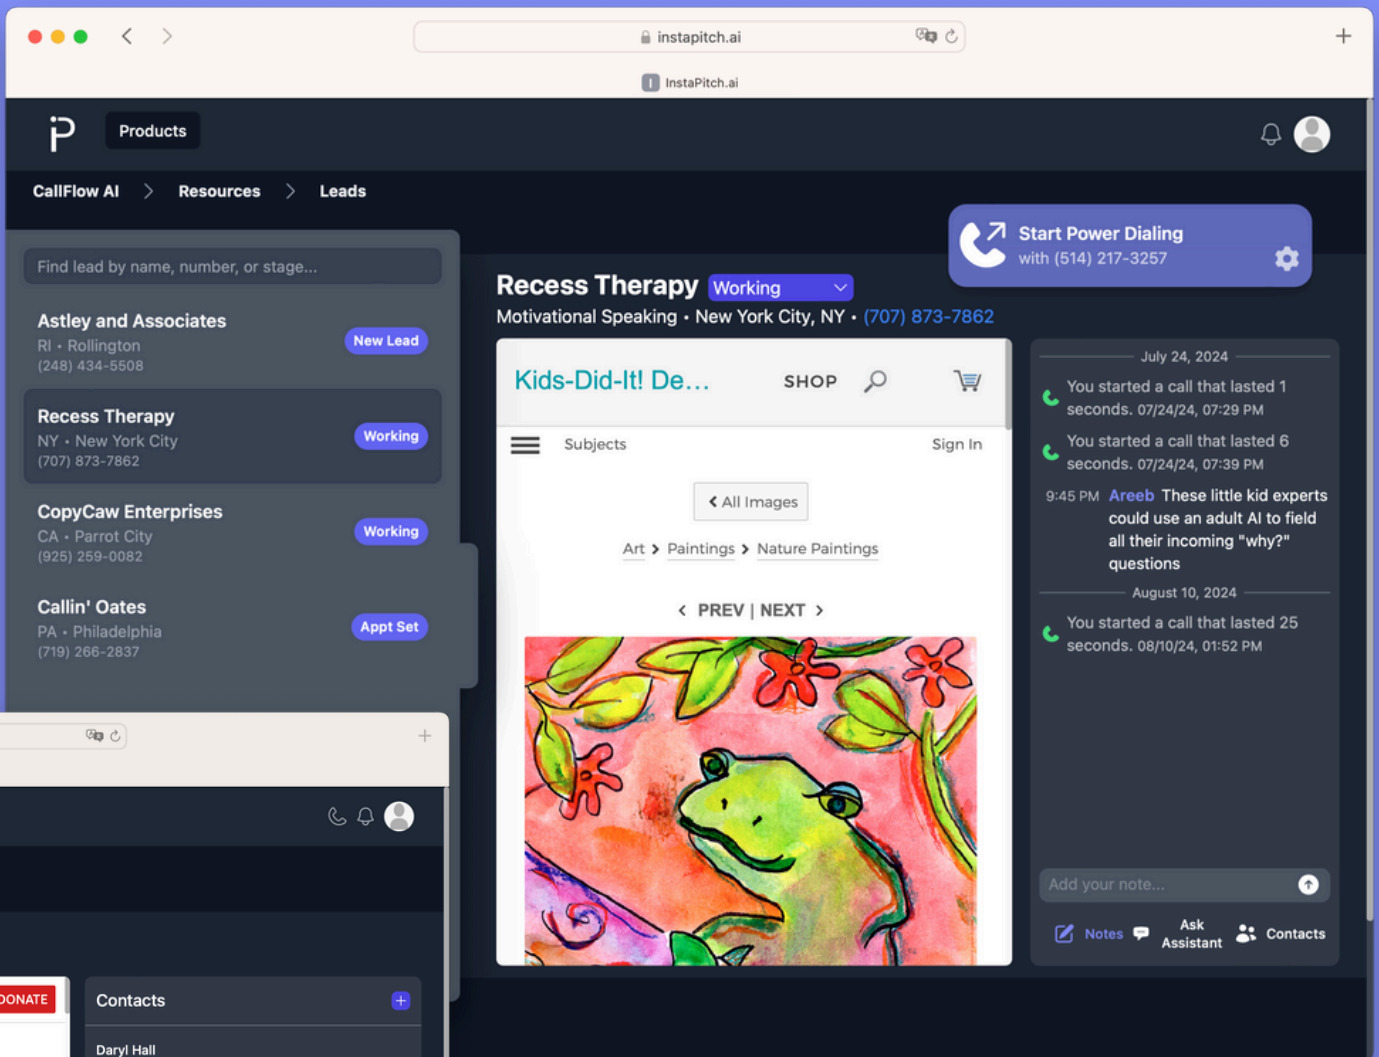 instapitch.ai
InstaPitch.ai
Products
CallFlow AI > Resources > Leads
Start Power Dialing
with (514) 217-3257
Find lead by name, number, or stage...
Astley and Associates
RI • Rollington
(248) 434-5508
New Lead
Recess Therapy
NY • New York City
(707) 873-7862
Working
CopyCaw Enterprises
CA • Parrot City
(925) 259-0082
Working
Callin' Oates
PA • Philadelphia
(719) 266-2837
Appt Set
Recess Therapy Working
Motivational Speaking • New York City, NY • (707) 873-7862
Kids-Did-It! De... SHOP
Subjects Sign In
All Images
Art > Paintings > Nature Paintings
< PREV | NEXT >
July 24, 2024
You started a call that lasted 1
seconds. 07/24/24, 07:29 PM
You started a call that lasted 6
seconds. 07/24/24, 07:39 PM
9:45 PM Areeb These little kid experts
could use an adult AI to field
all their incoming "why?"
questions
August 10, 2024
You started a call that lasted 25
seconds. 08/10/24, 01:52 PM
Add your note...
Notes
Ask
Assistant
Contacts
DONATE
Contacts
Daryl Hall